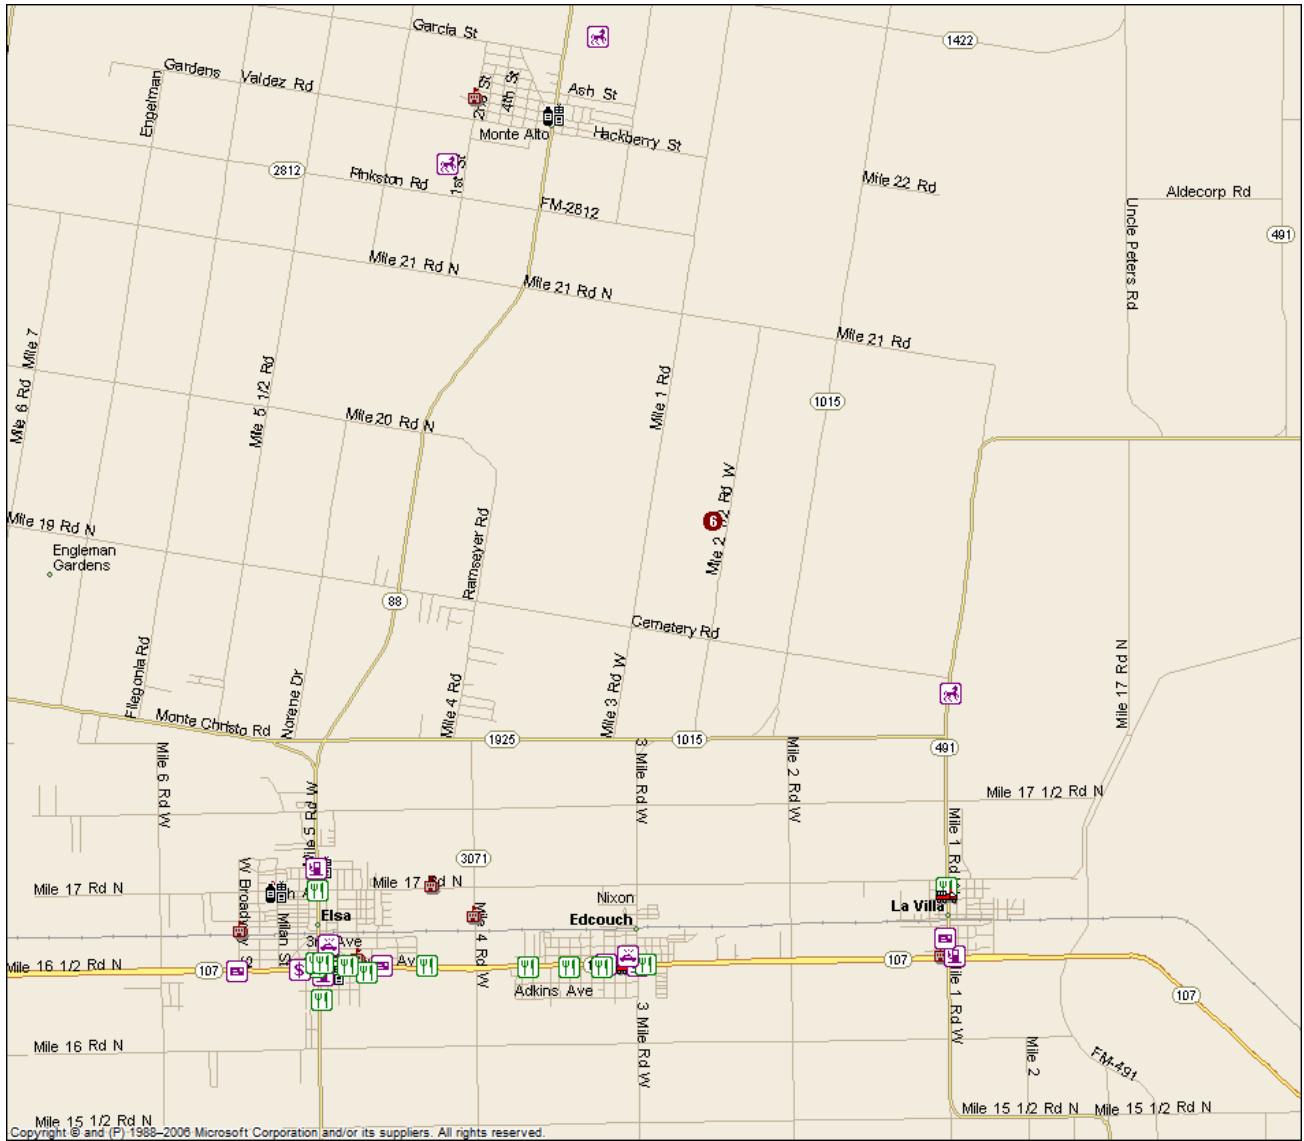 Garcia St
1422
Gardens
Valdez Rd
Engelman
2nd St
4th St
Ash St
Monte Alto
Hackberry St
2812
Pinkston Rd
1st St
Mile 22 Rd
Aldecorp Rd
FM-2812
Uncle Peters Rd
491
Mile 21 Rd N
Mile 21 Rd N
Mile 21 Rd
Mile 7
Mile 6 Rd
Mile 5 1/2 Rd
Mile 1 Rd
1015
Mile 20 Rd N
Mile 19 Rd N
Engleman
Gardens
Ramseyer Rd
6
Mile 2 1/2 Rd W
88
Cemetery Rd
Filegonia Rd
Norene Dr
Mile 4 Rd
Mile 3 Rd W
Mile 17 Rd N
Monte Christo Rd
1925
1015
491
Mile 6 Rd W
3 Mile Rd W
Mile 2 Rd W
Mile 17 1/2 Rd N
Mile 5 Rd W
Mile 1 Rd W
3071
Mile 17 Rd N
Mile 17 Rd N
W Broadway S
Nixon
Elsa
Edcouch
La Villa
Milan St
3rd Ave
Mile 4 Rd W
Mile 16 1/2 Rd N
107
$
Av
107
Mile 1 Rd W
107
Adkins Ave
3 Mile Rd W
Mile 16 Rd N
Mile 2
FM-491
Mile 15 1/2 Rd N
Mile 15 1/2 Rd N
Mile 15 1/2 Rd N
Copyright © and (P) 1988–2006 Microsoft Corporation and/or its suppliers. All rights reserved.